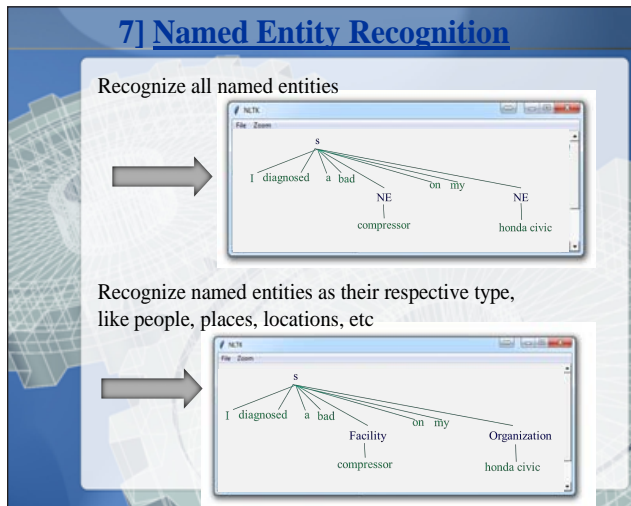 7] Named Entity Recognition
Recognize all named entities
NLTK
File Zoom
S
I diagnosed a bad on my
NE NE
compressor honda civic
Recognize named entities as their respective type,
like people, places, locations, etc
NLTK
File Zoom
S
I diagnosed a bad on my
Facility Organization
compressor honda civic